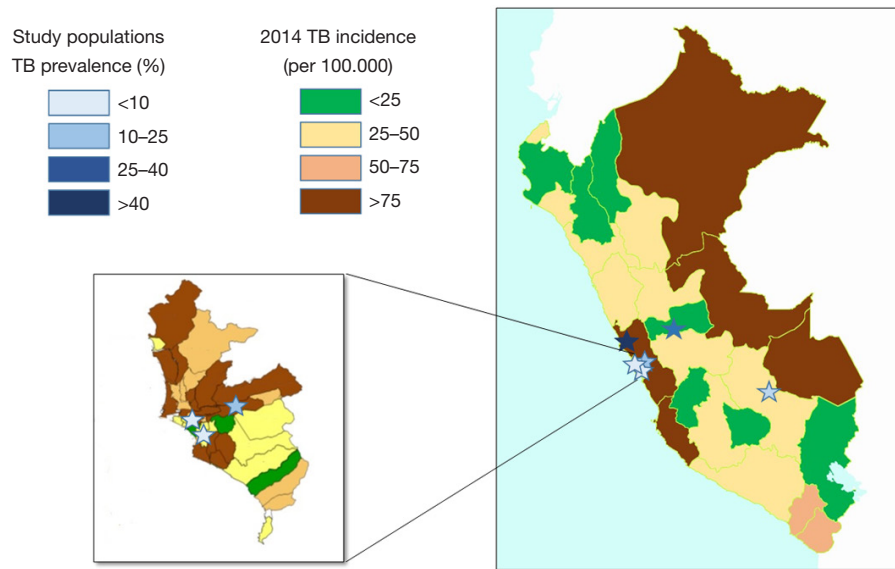 Study populations
TB prevalence (%)
<10
10–25
25–40
>40
2014 TB incidence
(per 100.000)
<25
25–50
50–75
>75